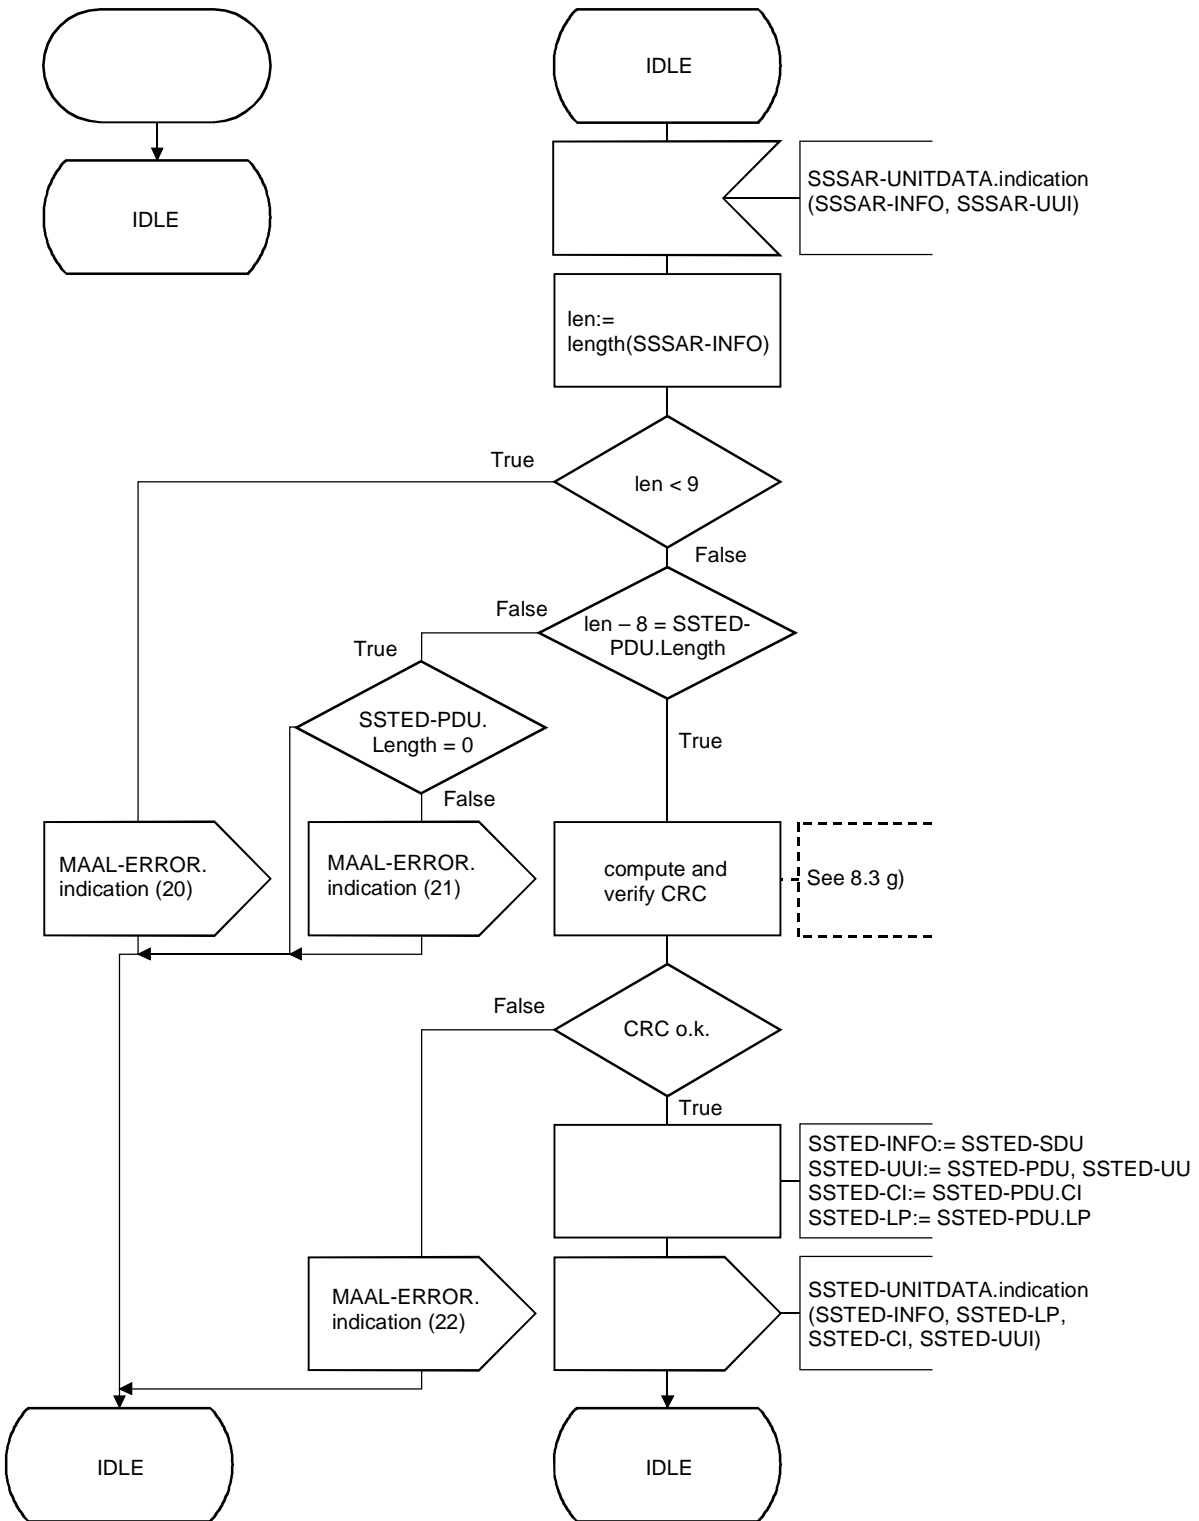 IDLE
IDLE
SSSAR-UNITDATA.indication
(SSSAR-INFO, SSSAR-UUI)
len:=
length(SSSAR-INFO)
True
len < 9
False
False
len – 8 = SSTED-
PDU.Length
True
SSTED-PDU.
Length = 0
True
False
MAAL-ERROR.
indication (20)
MAAL-ERROR.
indication (21)
compute and
verify CRC
See 8.3 g)
False
CRC o.k.
True
SSTED-INFO:= SSTED-SDU
SSTED-UUI:= SSTED-PDU, SSTED-UU
SSTED-CI:= SSTED-PDU.CI
SSTED-LP:= SSTED-PDU.LP
MAAL-ERROR.
indication (22)
SSTED-UNITDATA.indication
(SSTED-INFO, SSTED-LP,
SSTED-CI, SSTED-UUI)
IDLE
IDLE